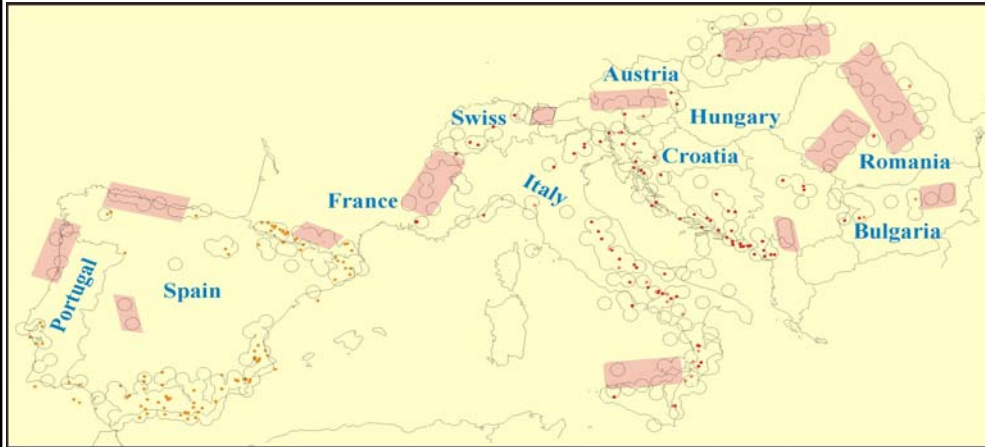 Austria
Swiss
Hungary
Croatia
Romania
France
Italy
Bulgaria
Portugal
Spain